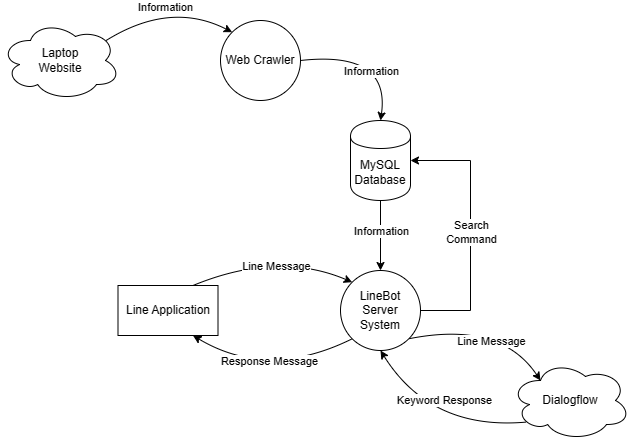 Information
Laptop
Website
Web Crawler
Information
MySQL
Database
Information
Search
Command
Line Message
LineBot
Server
System
Line Application
Response Message
Line Message
Keyword Response
Dialogflow